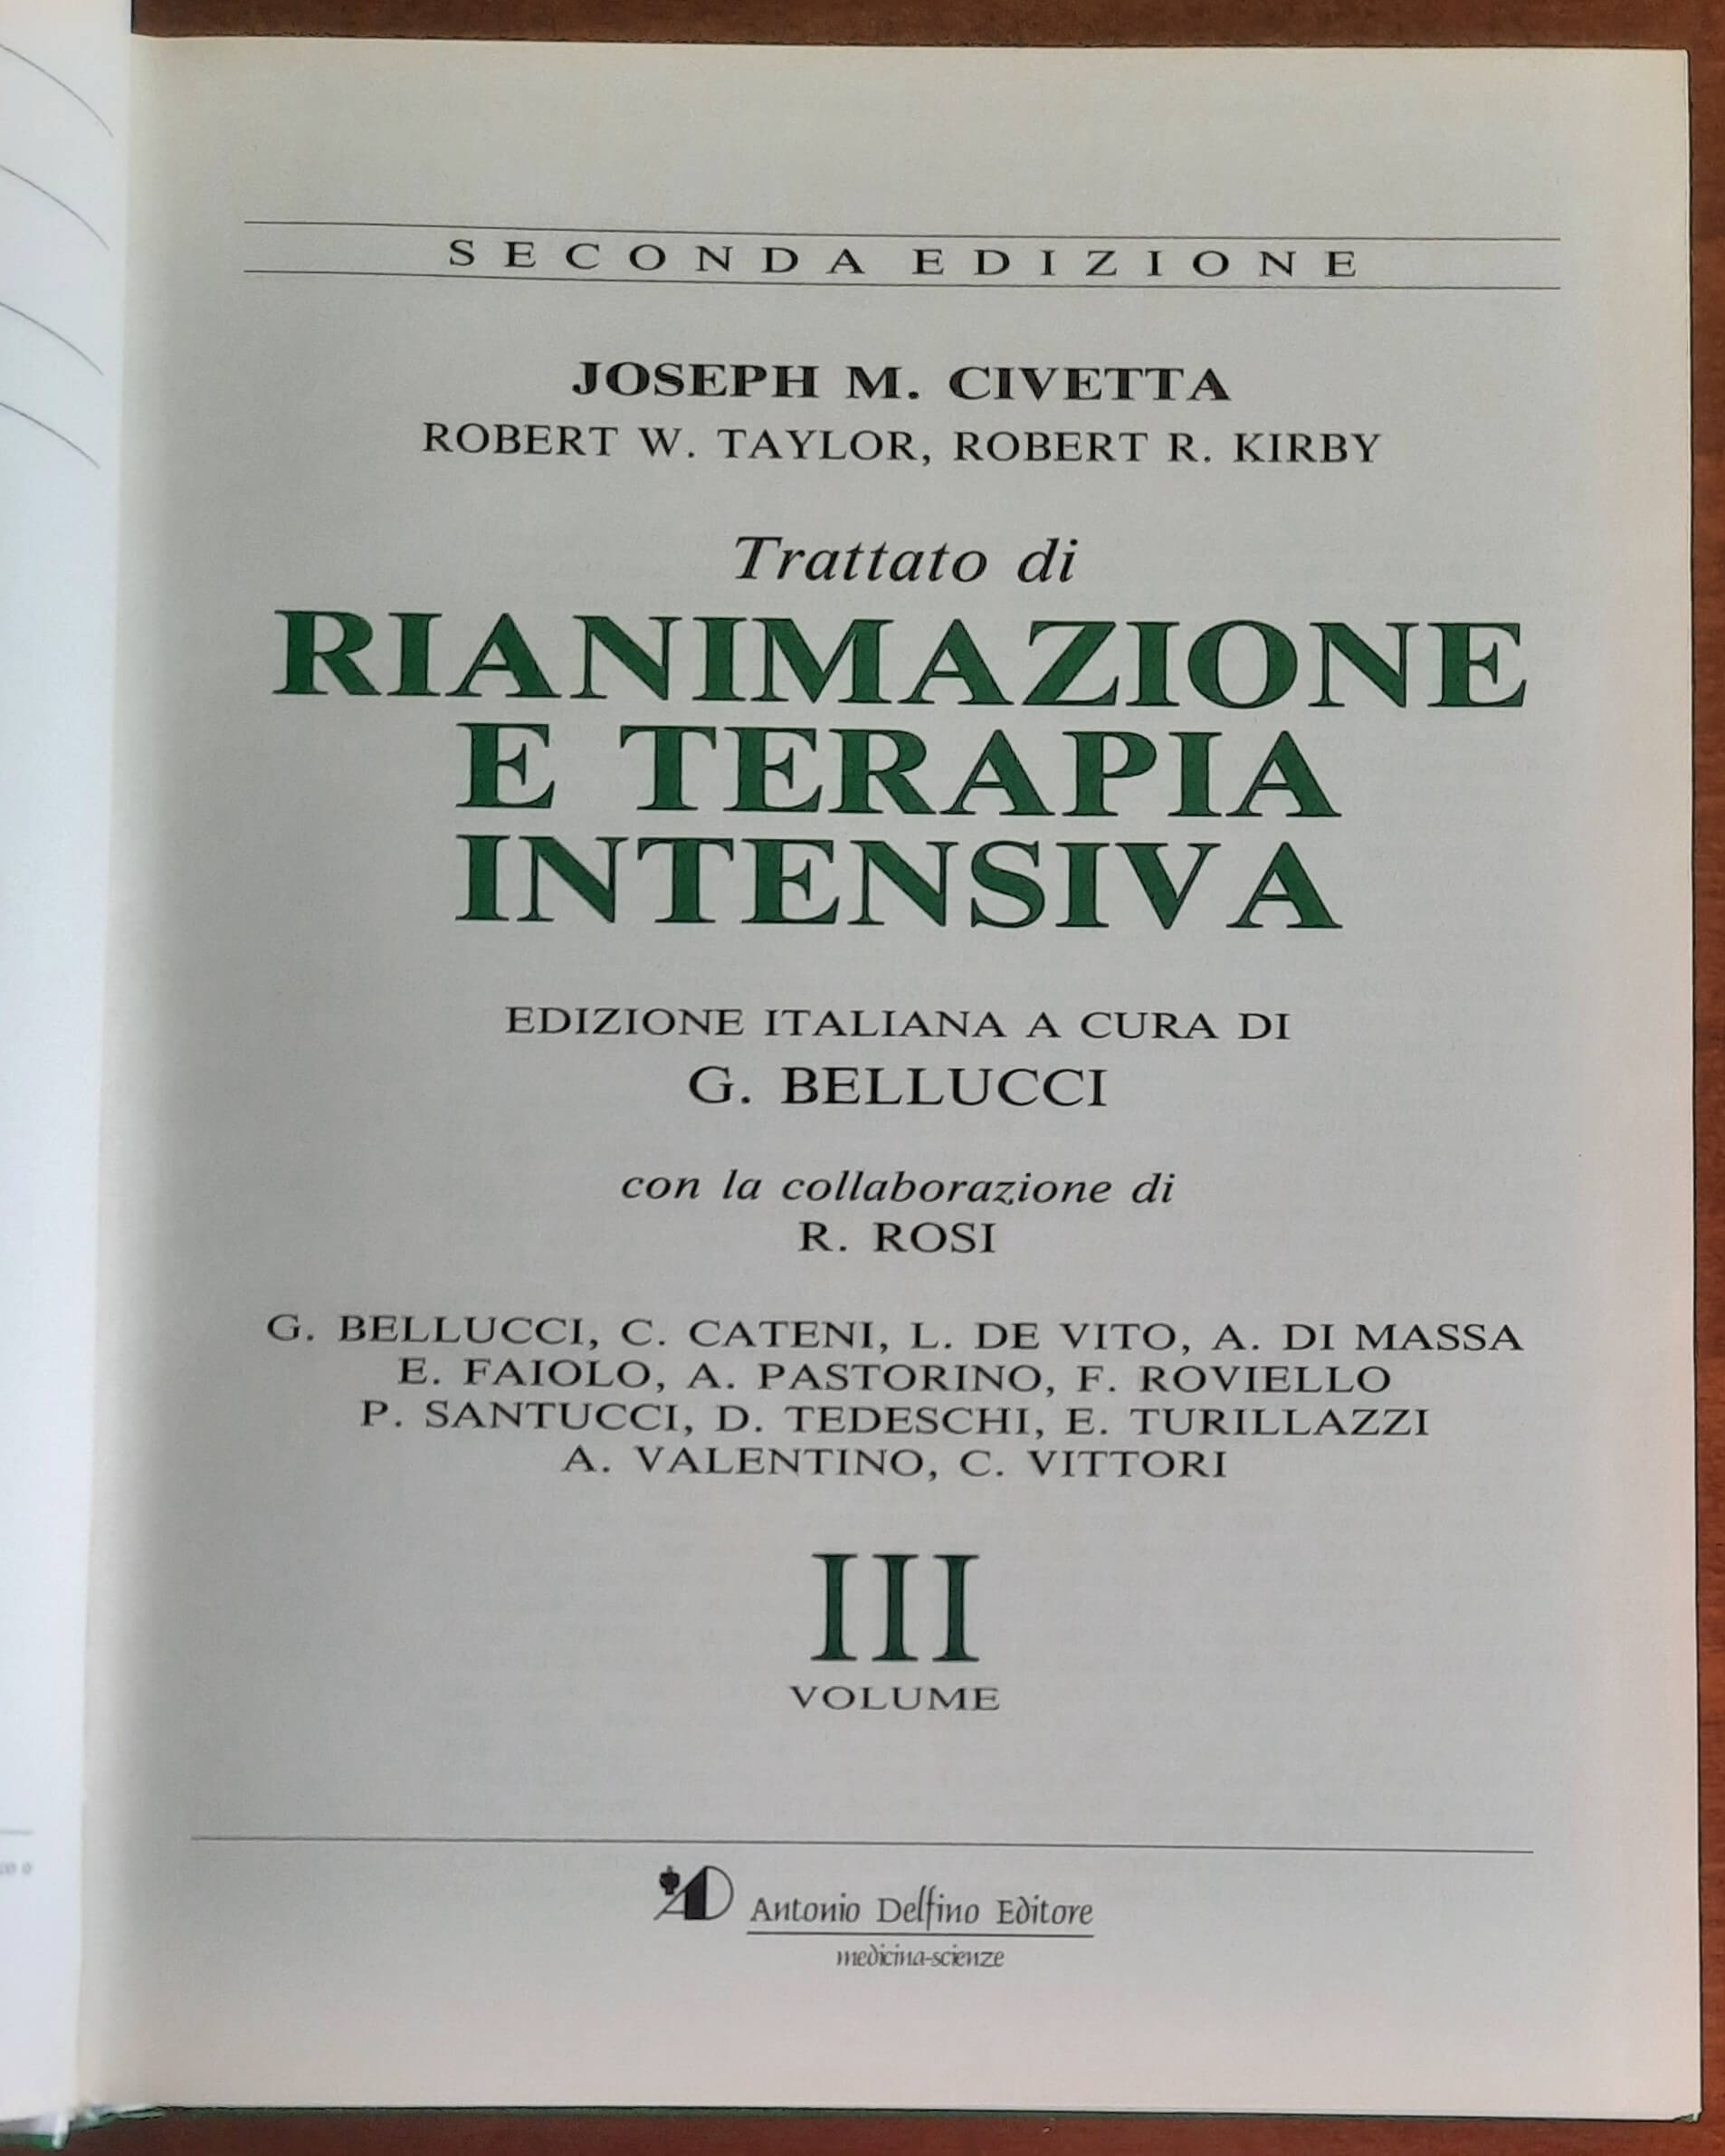 SECONDA EDIZIONE
JOSEPH M. CIVETTA
ROBERT W. TAYLOR, ROBERT R. KIRBY
Trattato di
RIANIMAZIONE
E TERAPIA
INTENSIVA
EDIZIONE ITALIANA A CURA DI
G. BELLUCCI
con la collaborazione di
R. ROSI
G. BELLUCCI, C. CATENI, L. DE VITO, A. DI MASSA
E. FAIOLO, A. PASTORINO, F. ROVIELLO
P. SANTUCCI, D. TEDESCHI, E. TURILLAZZI
A. VALENTINO, C. VITTORI
III
VOLUME
Antonio Delfino Editore
medicina-scienze